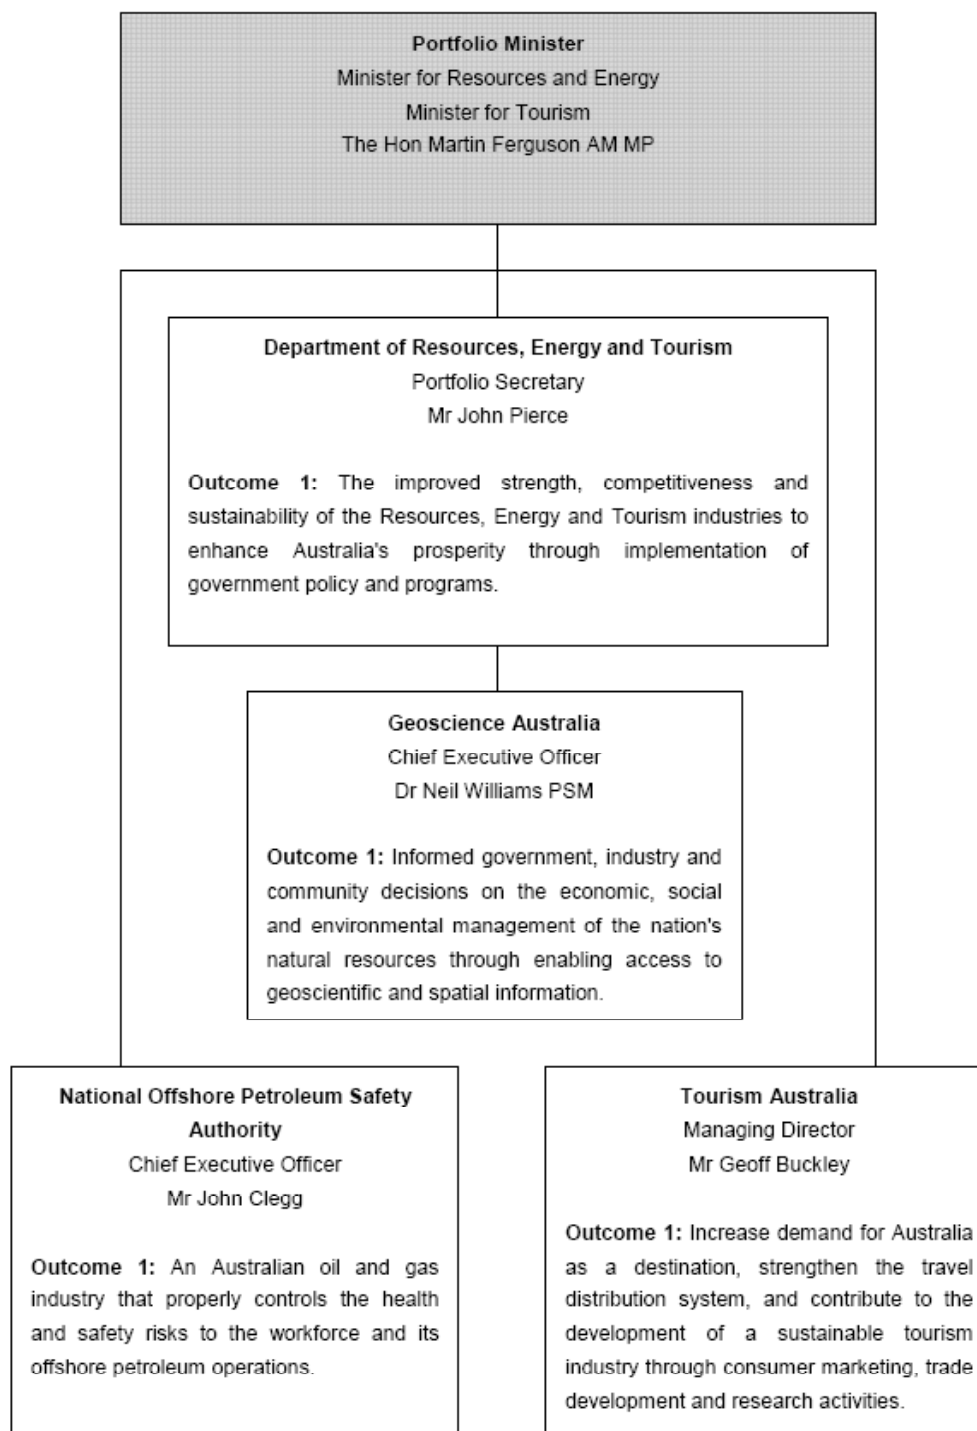 Portfolio Minister
Minister for Resources and Energy
Minister for Tourism
The Hon Martin Ferguson AM MP
Department of Resources, Energy and Tourism
Portfolio Secretary
Mr John Pierce
Outcome 1: The improved strength, competitiveness and
sustainability of the Resources, Energy and Tourism industries to
enhance Australia's prosperity through implementation of
government policy and programs.
Geoscience Australia
Chief Executive Officer
Dr Neil Williams PSM
Outcome 1: Informed government, industry and
community decisions on the economic, social
and environmental management of the nation's
natural resources through enabling access to
geoscientific and spatial information.
National Offshore Petroleum Safety
Authority
Chief Executive Officer
Mr John Clegg
Outcome 1: An Australian oil and gas
industry that properly controls the health
and safety risks to the workforce and its
offshore petroleum operations.
Tourism Australia
Managing Director
Mr Geoff Buckley
Outcome 1: Increase demand for Australia
as a destination, strengthen the travel
distribution system, and contribute to the
development of a sustainable tourism
industry through consumer marketing, trade
development and research activities.